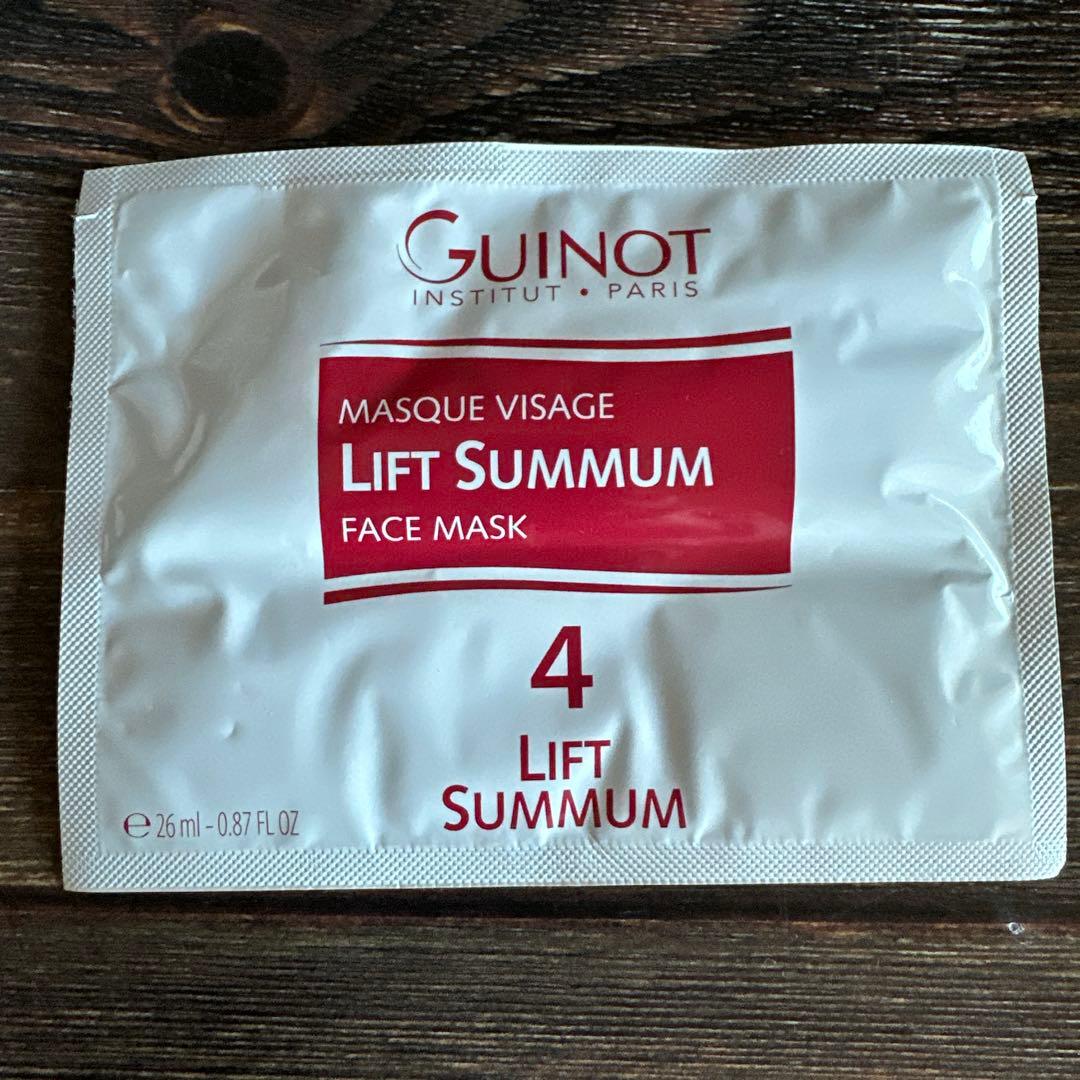 GUINOT
INSTITUT • PARIS
MASQUE VISAGE
LIFT SUMMUM
FACE MASK
4
LIFT
SUMMUM
℮ 26 ml - 0.87 FL OZ